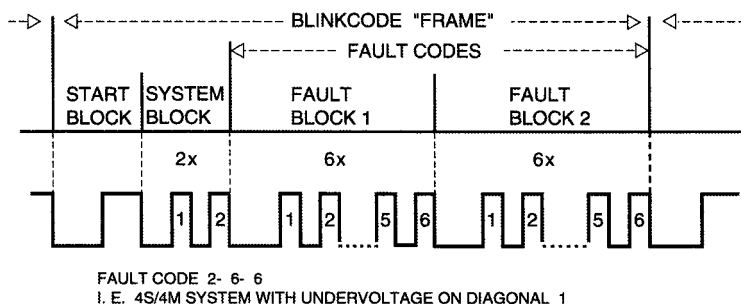 BLINKCODE "FRAME"
FAULT CODES
START BLOCK
SYSTEM BLOCK
FAULT BLOCK 1
FAULT BLOCK 2
2x
6x
6x
1 2 1 2 5 6 1 2 5 6
FAULT CODE 2- 6- 6
I. E. 4S/4M SYSTEM WITH UNDERVOLTAGE ON DIAGONAL 1